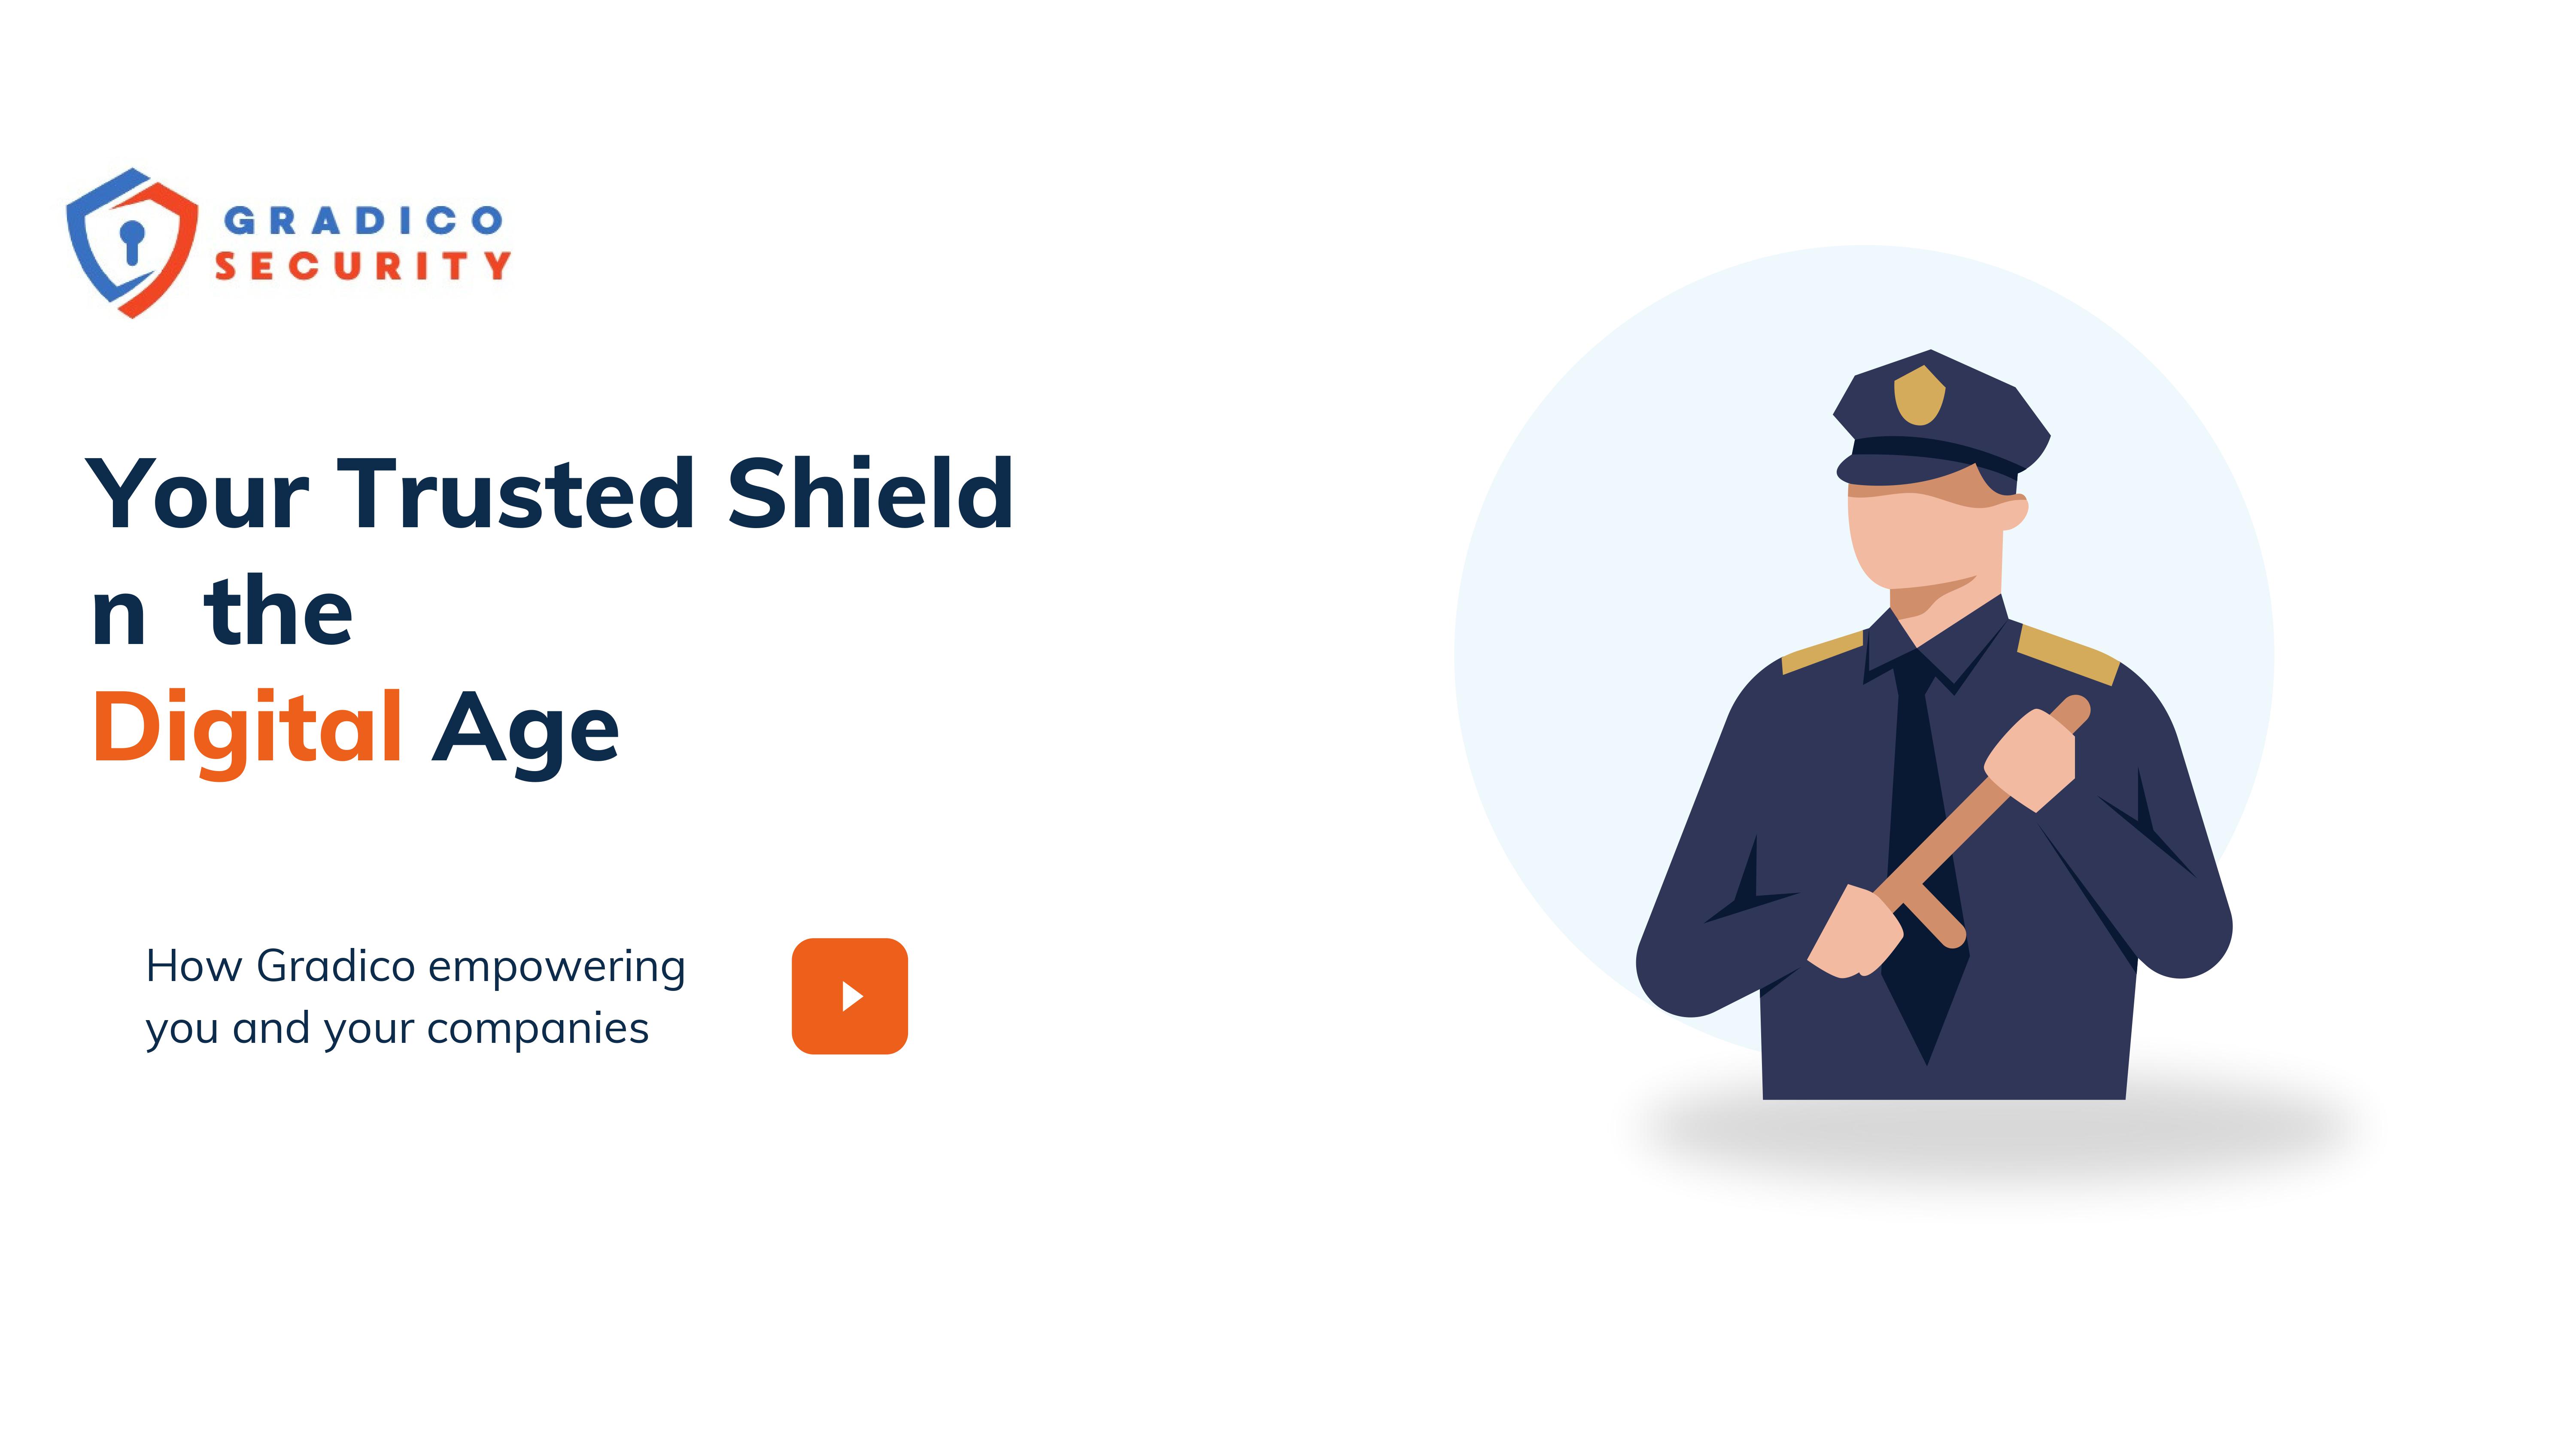 GRADICO
SECURITY
Your Trusted Shield
n the
Digital Age
How Gradico empowering
you and your companies